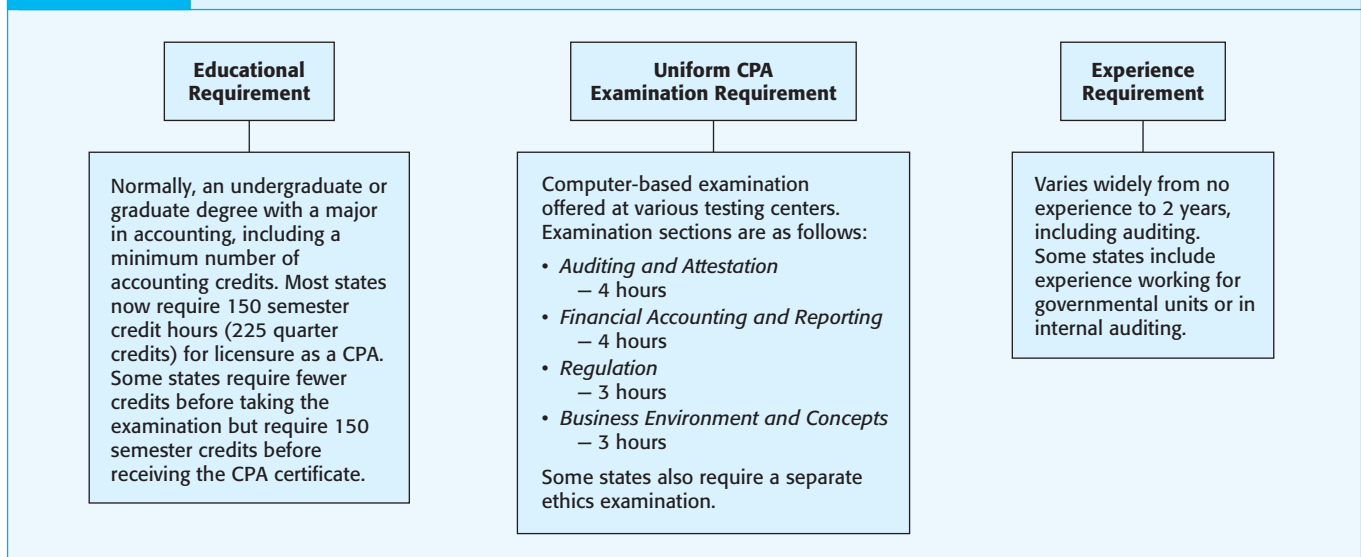 Educational
Requirement
Normally, an undergraduate or
graduate degree with a major
in accounting, including a
minimum number of
accounting credits. Most states
now require 150 semester
credit hours (225 quarter
credits) for licensure as a CPA.
Some states require fewer
credits before taking the
examination but require 150
semester credits before
receiving the CPA certificate.
Uniform CPA
Examination Requirement
Computer-based examination
offered at various testing centers.
Examination sections are as follows:
• Auditing and Attestation
— 4 hours
• Financial Accounting and Reporting
— 4 hours
• Regulation
— 3 hours
• Business Environment and Concepts
— 3 hours
Some states also require a separate
ethics examination.
Experience
Requirement
Varies widely from no
experience to 2 years,
including auditing.
Some states include
experience working for
governmental units or in
internal auditing.